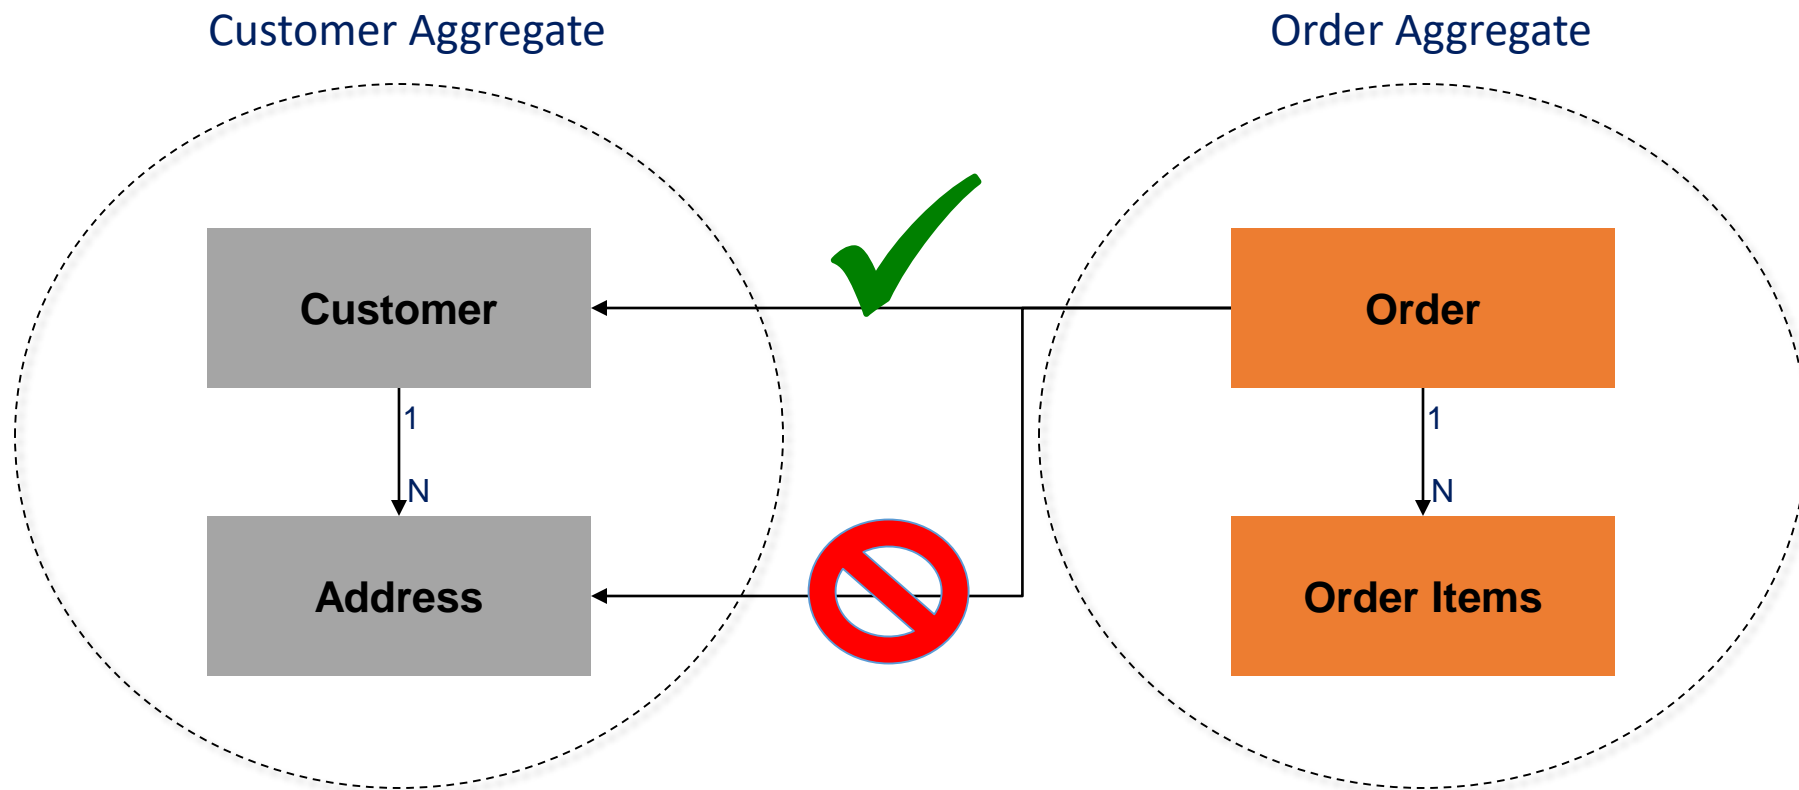 Customer Aggregate
Order Aggregate
Customer
Order
1
1
N
N
Address
Order Items